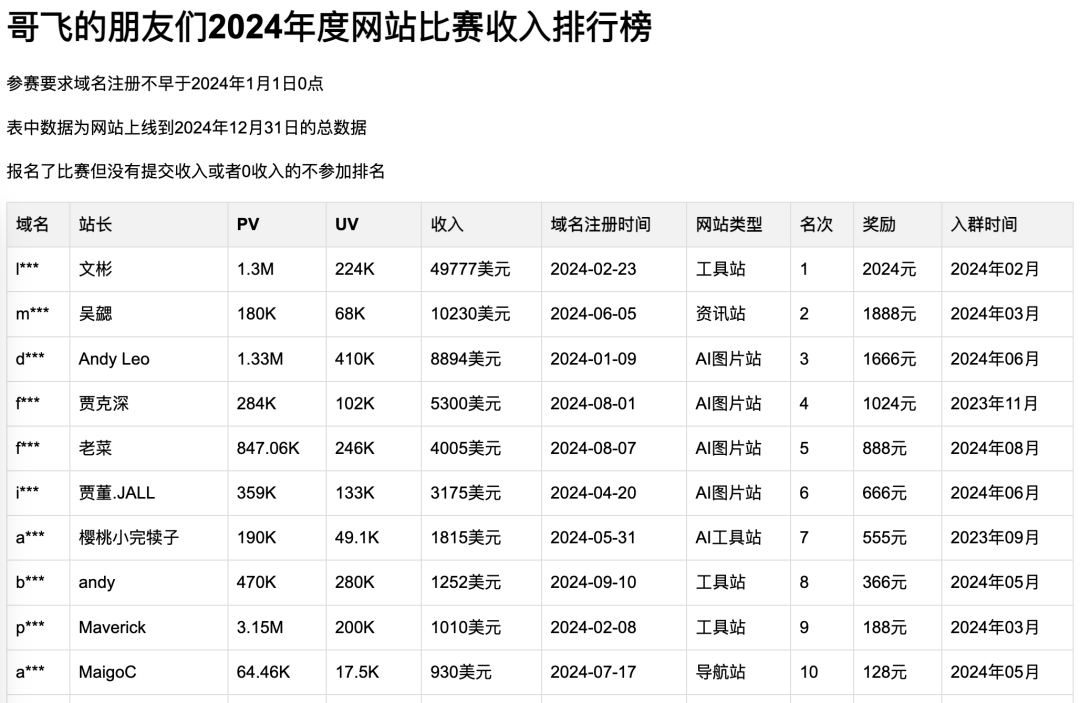 哥飞的朋友们2024年度网站比赛收入排行榜
参赛要求域名注册不早于2024年1月1日0点
表中数据为网站上线到2024年12月31日的总数据
报名了比赛但没有提交收入或者0收入的不参加排名
域名 站长 PV UV 收入 域名注册时间 网站类型 名次 奖励 入群时间
l*** 文彬 1.3M 224K 49777美元 2024-02-23 工具站 1 2024元 2024年02月
m*** 吴勰 180K 68K 10230美元 2024-06-05 资讯站 2 1888元 2024年03月
d*** Andy Leo 1.33M 410K 8894美元 2024-01-09 AI图片站 3 1666元 2024年06月
f*** 贾克深 284K 102K 5300美元 2024-08-01 AI图片站 4 1024元 2023年11月
f*** 老菜 847.06K 246K 4005美元 2024-08-07 AI图片站 5 888元 2024年08月
i*** 贾董.JALL 359K 133K 3175美元 2024-04-20 AI图片站 6 666元 2024年06月
a*** 樱桃小完犊子 190K 49.1K 1815美元 2024-05-31 AI工具站 7 555元 2023年09月
b*** andy 470K 280K 1252美元 2024-09-10 工具站 8 366元 2024年05月
p*** Maverick 3.15M 200K 1010美元 2024-02-08 工具站 9 188元 2024年03月
a*** MaigoC 64.46K 17.5K 930美元 2024-07-17 导航站 10 128元 2024年05月